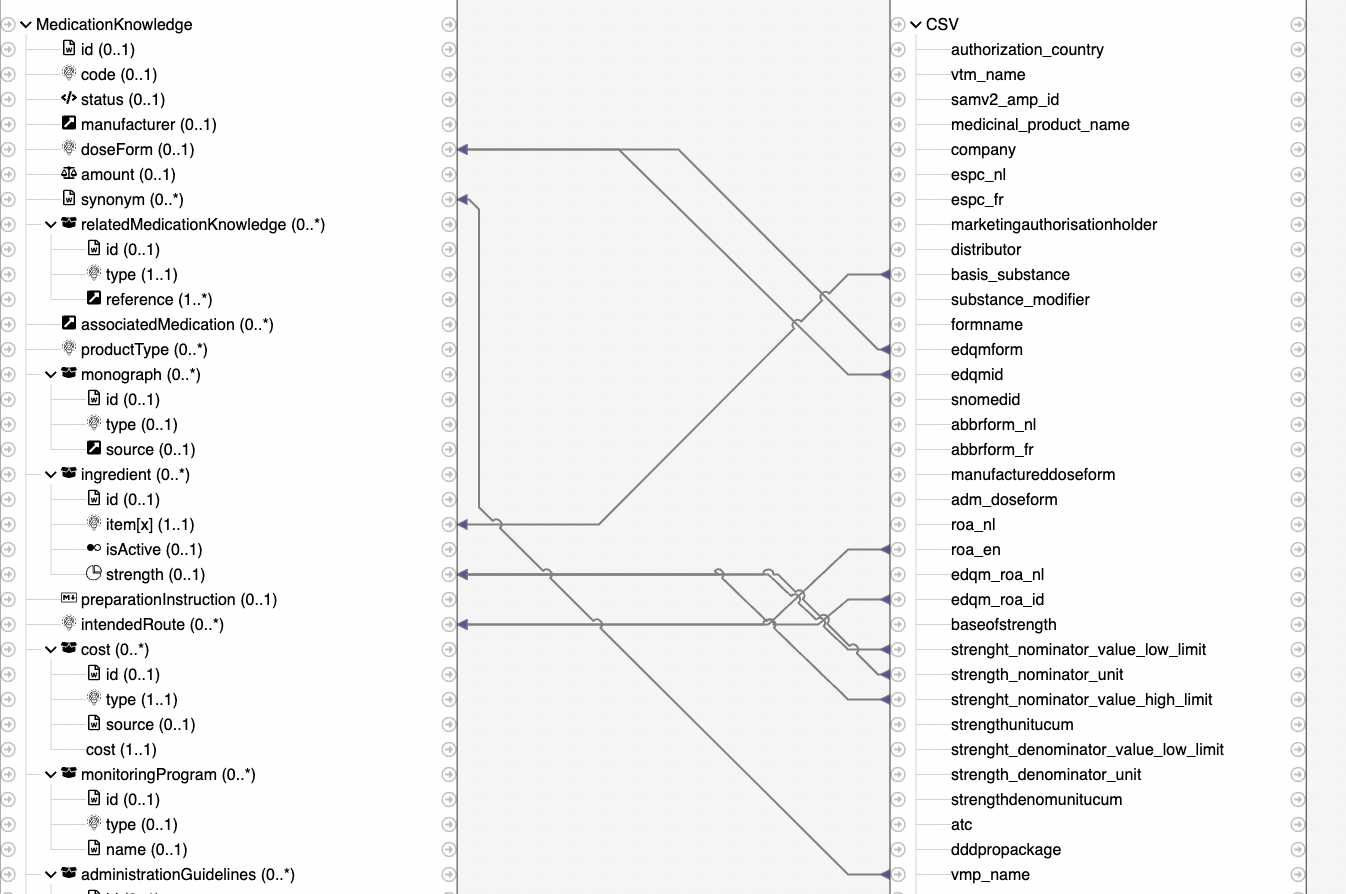 MedicationKnowledge
id (0..1)
code (0..1)
status (0..1)
manufacturer (0..1)
doseForm (0..1)
amount (0..1)
synonym (0..*)
relatedMedicationKnowledge (0..*)
id (0..1)
type (1..1)
reference (1..*)
associatedMedication (0..*)
productType (0..*)
monograph (0..*)
id (0..1)
type (0..1)
source (0..1)
ingredient (0..*)
id (0..1)
item[x] (1..1)
isActive (0..1)
strength (0..1)
preparationInstruction (0..1)
intendedRoute (0..*)
cost (0..*)
id (0..1)
type (1..1)
source (0..1)
cost (1..1)
monitoringProgram (0..*)
id (0..1)
type (0..1)
name (0..1)
administrationGuidelines (0..*)
CSV
authorization_country
vtm_name
samv2_amp_id
medicinal_product_name
company
espc_nl
espc_fr
marketingauthorisationholder
distributor
basis_substance
substance_modifier
formname
edqmform
edqmid
snomedid
abbrform_nl
abbrform_fr
manufactureddoseform
adm_doseform
roa_nl
roa_en
edqm_roa_nl
edqm_roa_id
baseofstrength
strenght_nominator_value_low_limit
strength_nominator_unit
strenght_nominator_value_high_limit
strengthunitucum
strenght_denominator_value_low_limit
strength_denominator_unit
strengthdenomunitucum
atc
dddpropackage
vmp_name